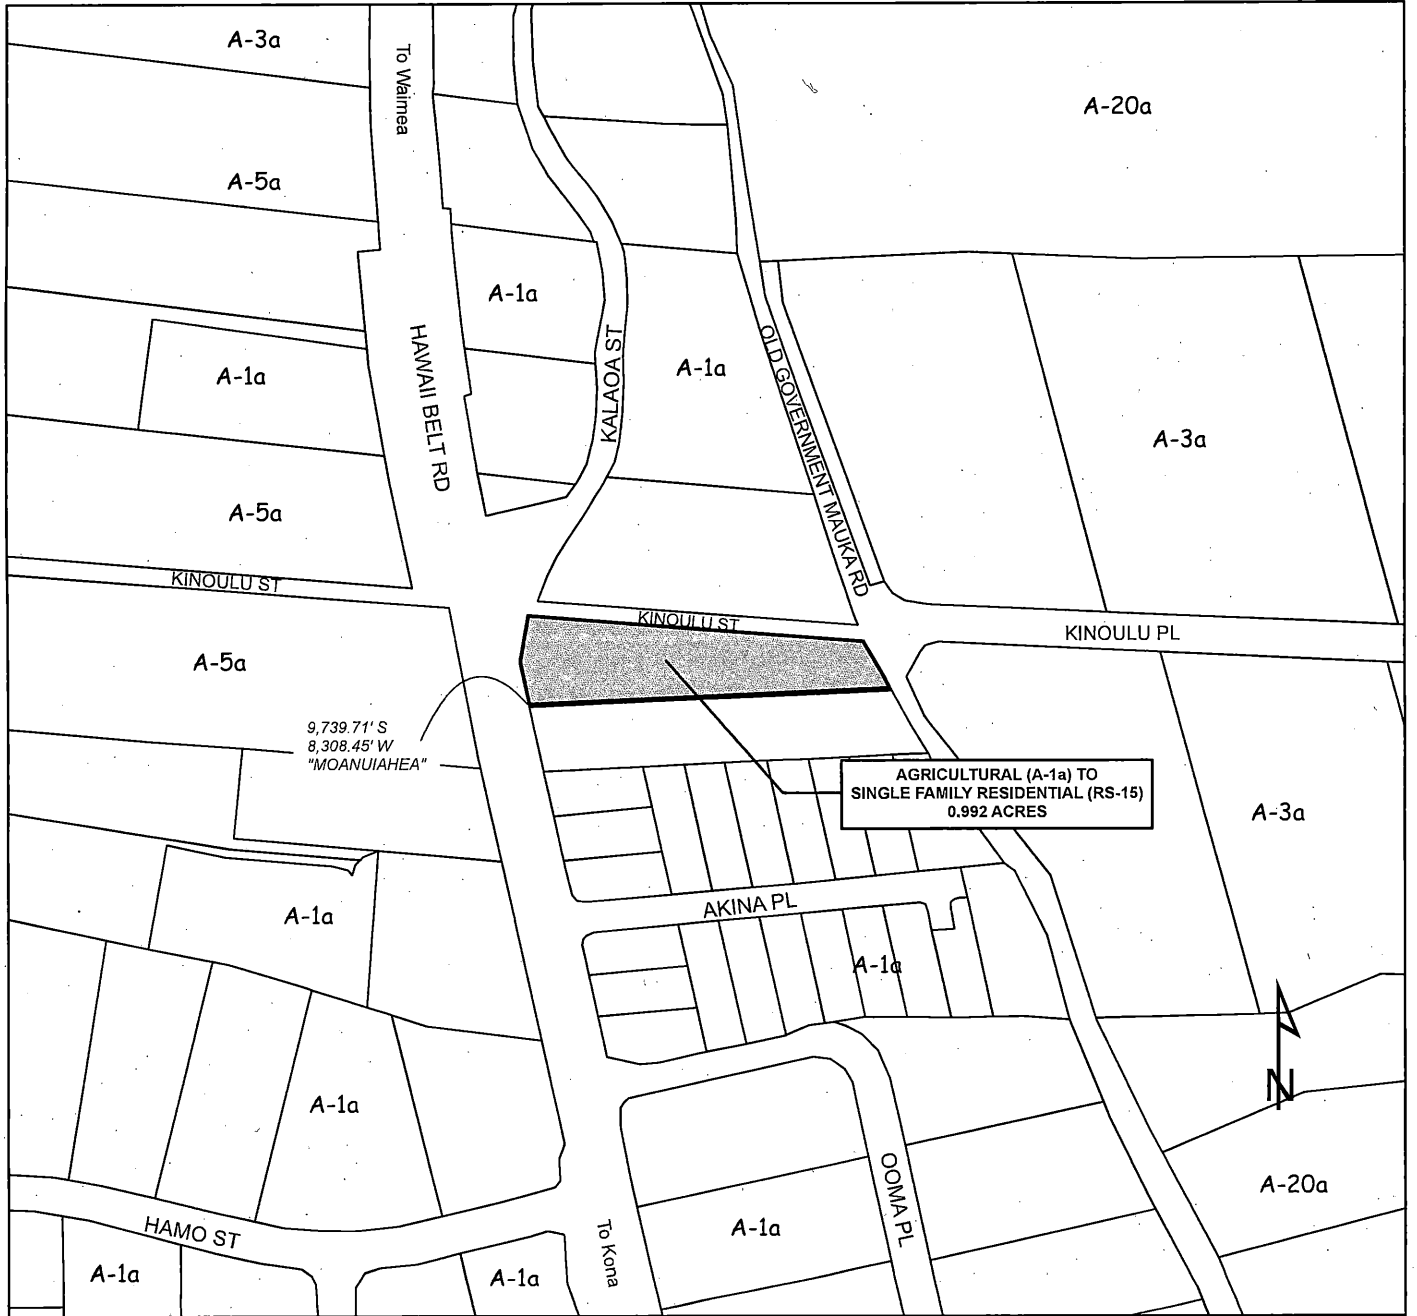 A-3a
To Waimea
A-20a
A-5a
A-1a
A-1a
A-1a
HAWAII BELT RD
KALAOA ST
OLD GOVERNMENT MAUKA RD
A-3a
A-5a
KINOULU ST
KINOULU ST
KINOULU PL
A-5a
9,739.71' S
8,308.45' W
"MOANUIAHEA"
AGRICULTURAL (A-1a) TO
SINGLE FAMILY RESIDENTIAL (RS-15)
0.992 ACRES
A-3a
A-1a
AKINA PL
A-1a
N
A-1a
OOMA PL
A-20a
HAMO ST
To Kona
A-1a
A-1a
A-1a